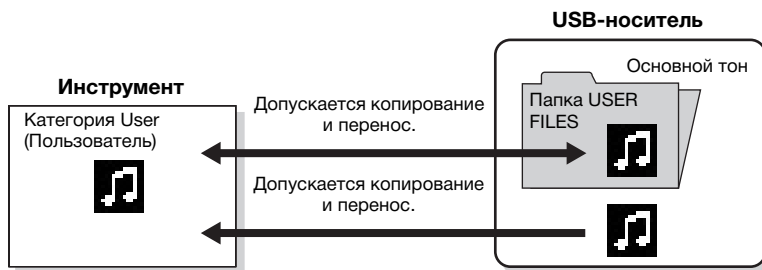 USB-носитель
Основной тон
Инструмент
Папка USER
FILES
Категория User
(Пользователь)
Допускается копирование
и перенос.
Допускается копирование
и перенос.